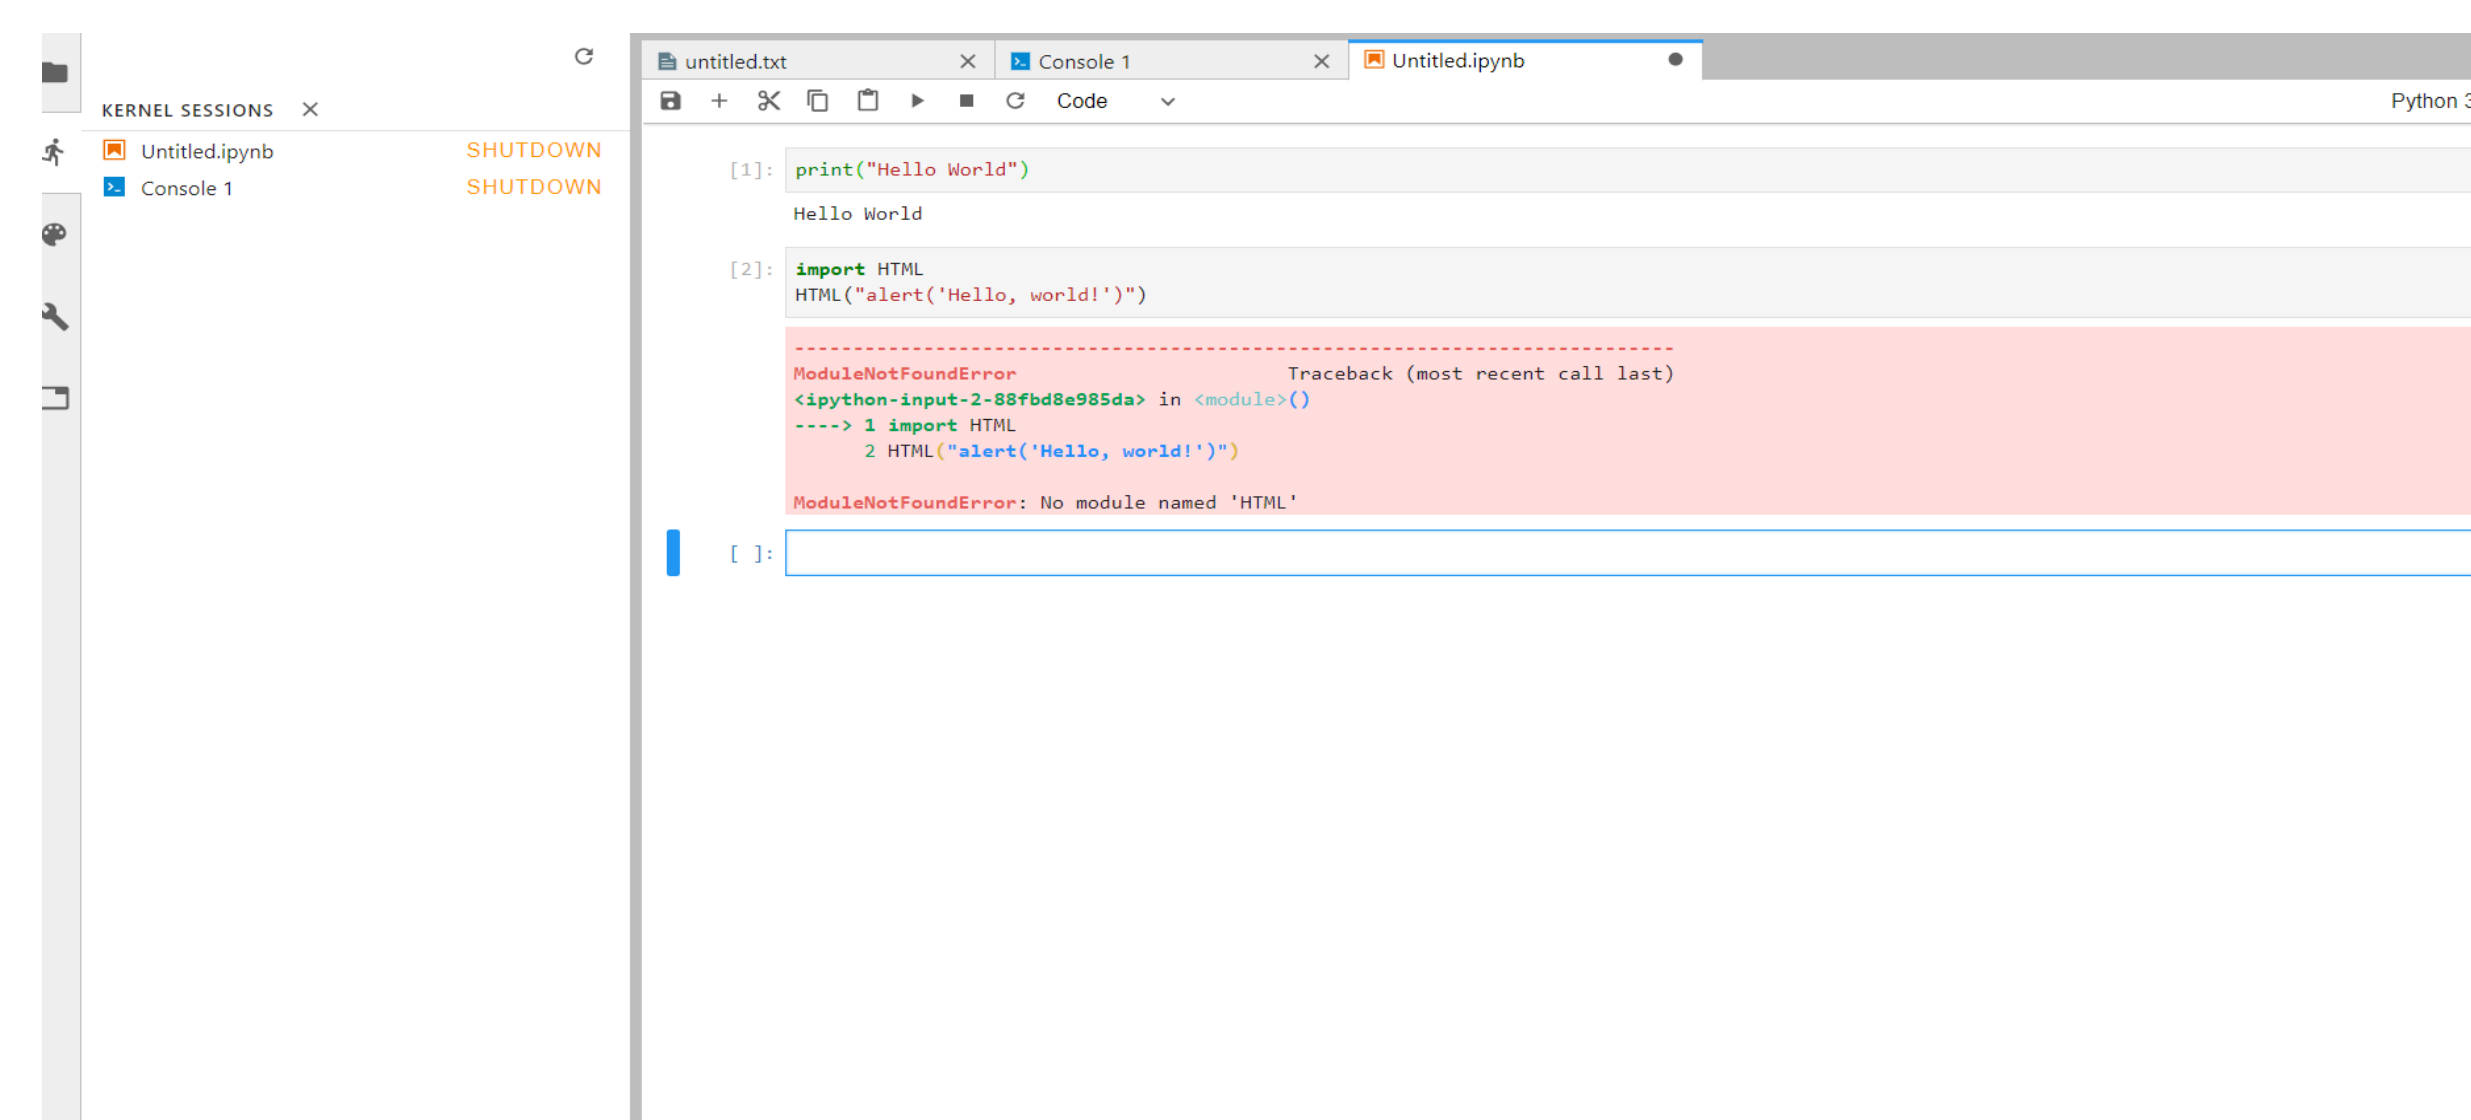 KERNEL SESSIONS
Untitled.ipynb SHUTDOWN
Console 1 SHUTDOWN
untitled.txt Console 1 Untitled.ipynb
Code Python 3
[1]: print("Hello World")
Hello World
[2]: import HTML
HTML("alert('Hello, world!')")
---------------------------------------------------------------------------
ModuleNotFoundError Traceback (most recent call last)
<ipython-input-2-88fbd8e985da> in <module>()
----> 1 import HTML
2 HTML("alert('Hello, world!')")
ModuleNotFoundError: No module named 'HTML'
[ ]: